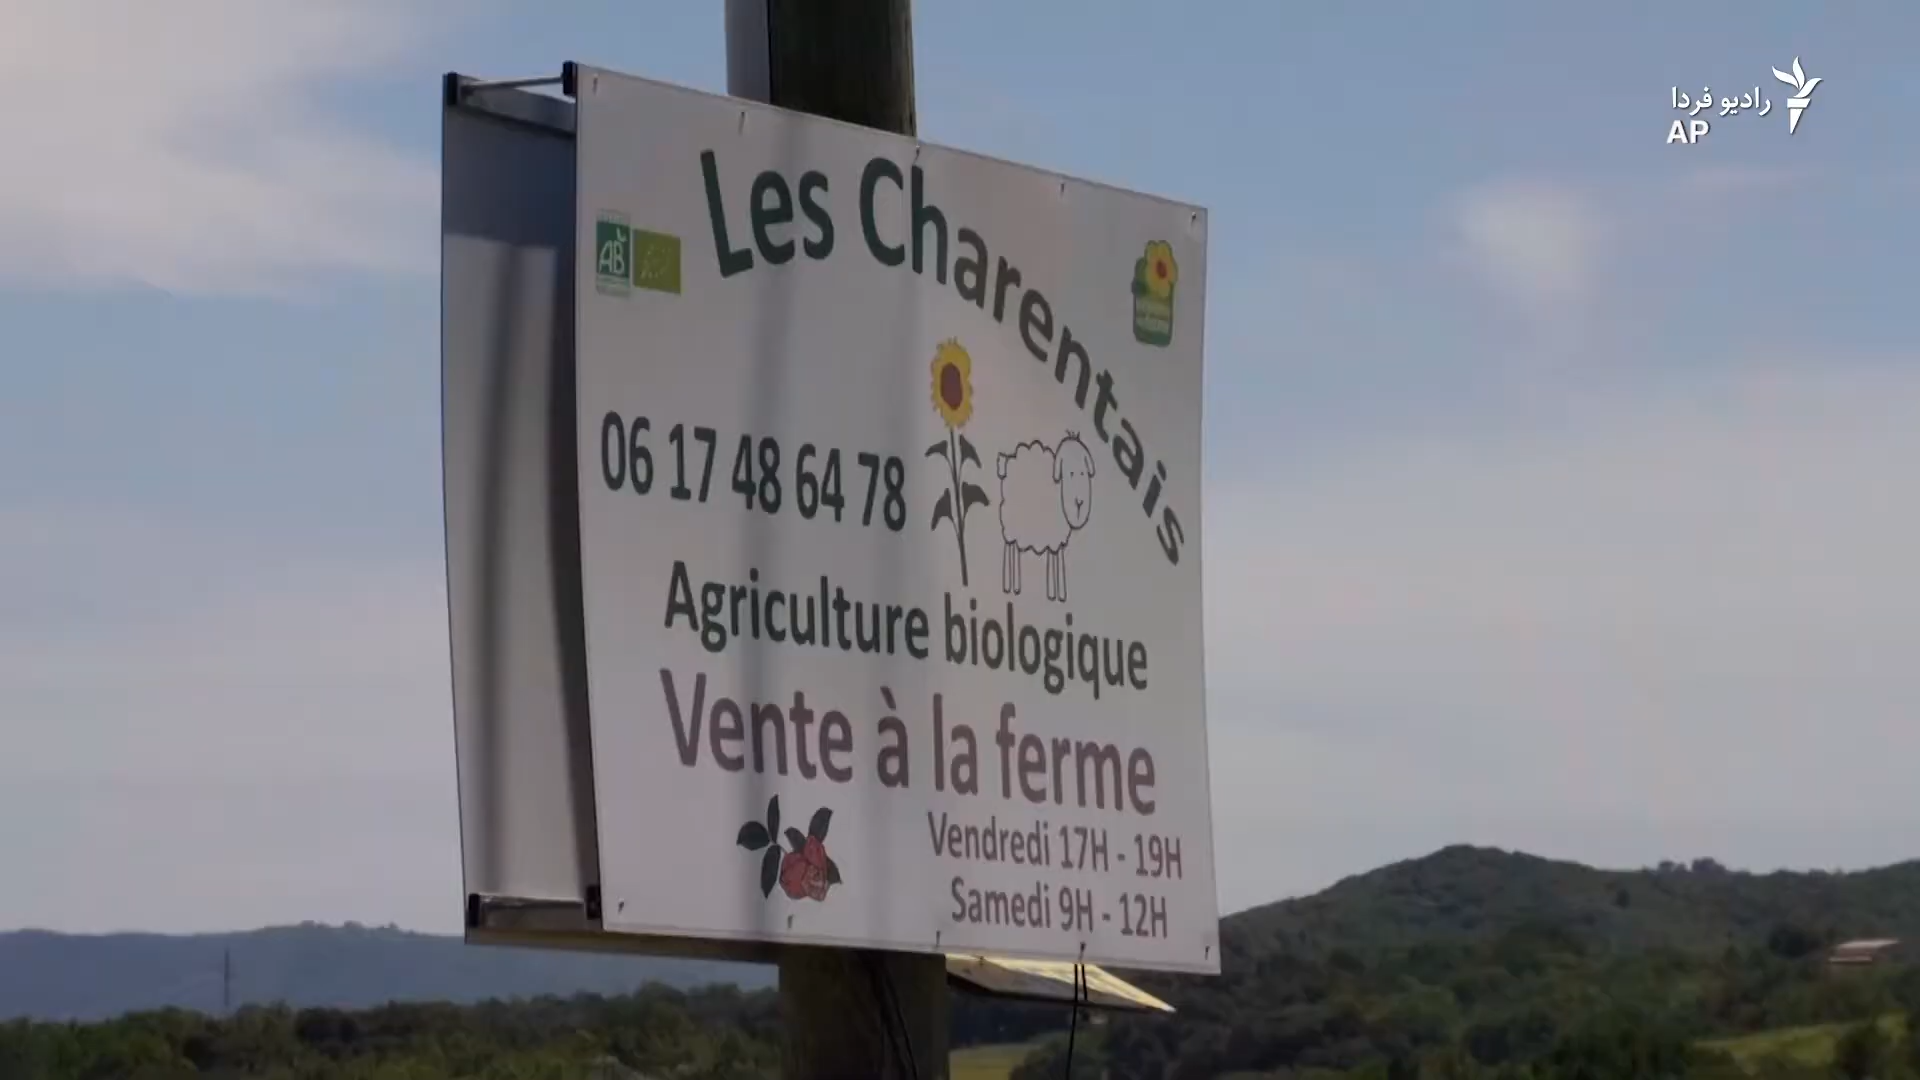 رادیو فردا
AP
Les Charentais
AB
06 17 48 64 78
Agriculture biologique
Vente à la ferme
Vendredi 17H - 19H
Samedi 9H - 12H